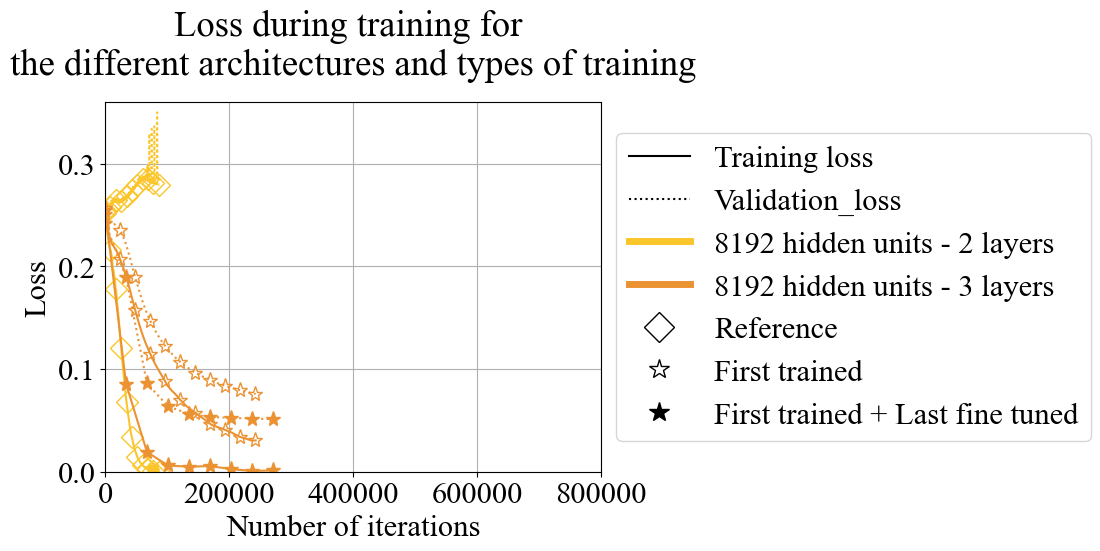 Loss during training for
the different architectures and types of training
Loss
0.3
0.2
0.1
0.0
0
200000
400000
600000
800000
Number of iterations
Training loss
Validation_loss
8192 hidden units - 2 layers
8192 hidden units - 3 layers
Reference
First trained
First trained + Last fine tuned